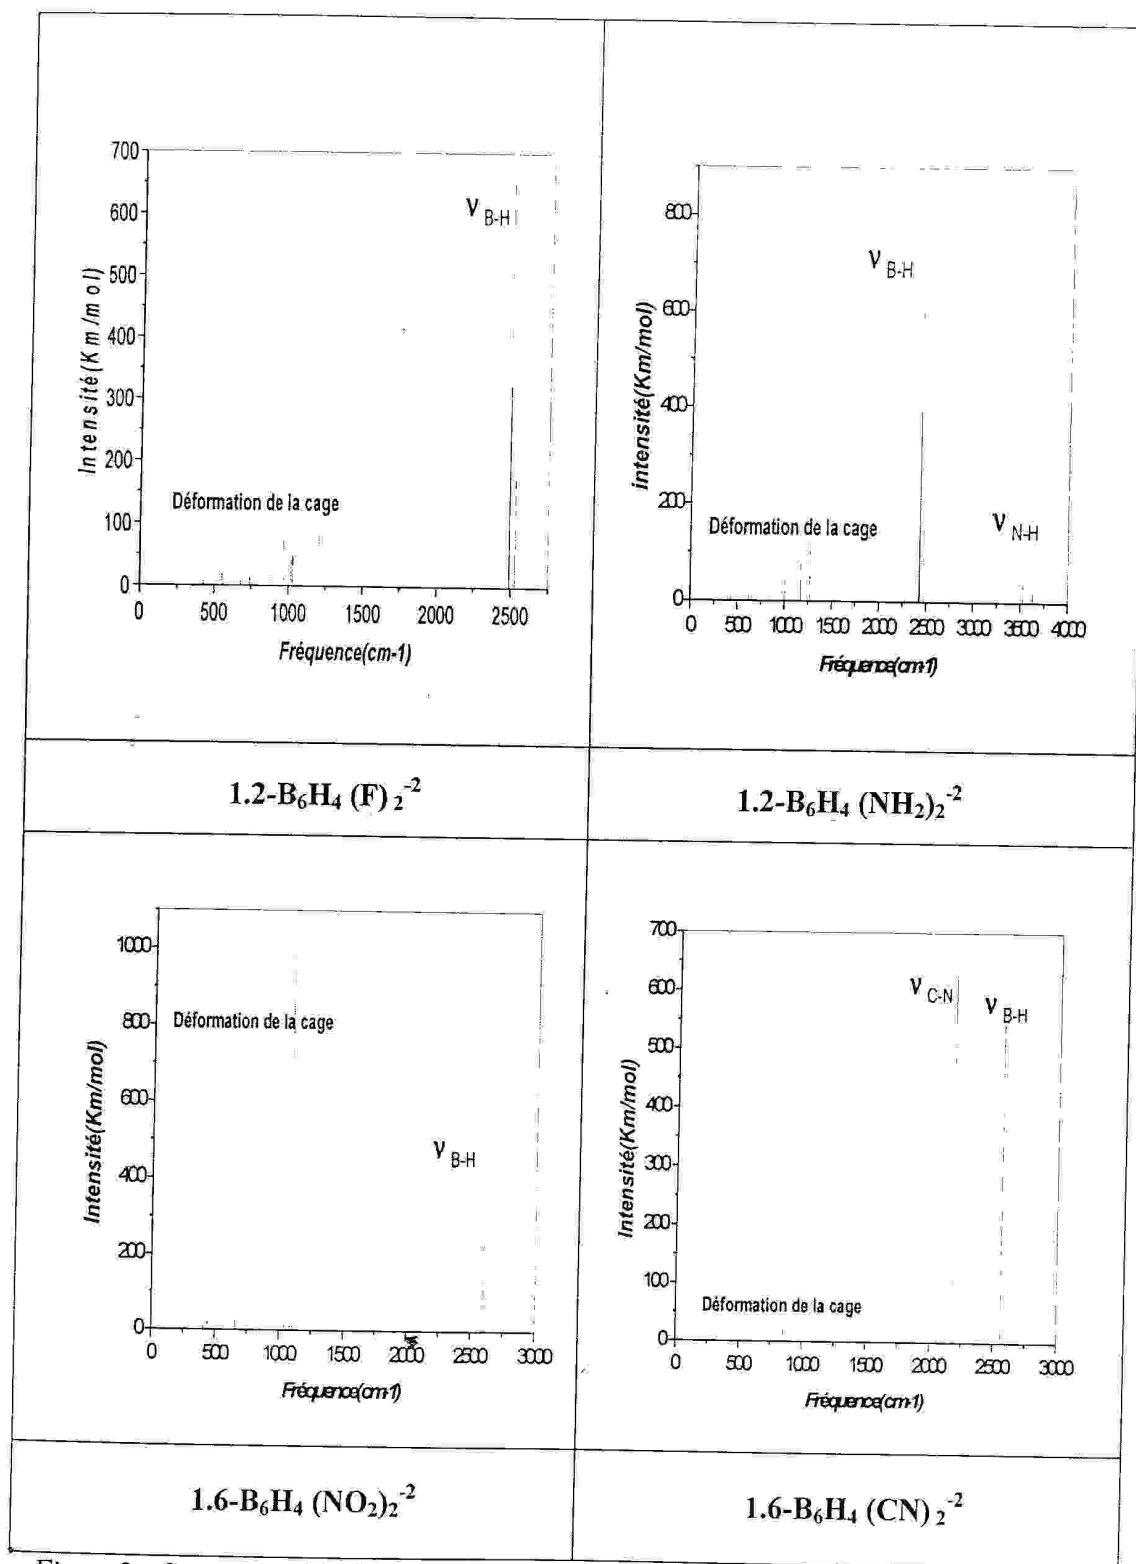 700
600
500
400
300
200
100
0
Intensité(Km/mol)
ν B-H
Déformation de la cage
0 500 1000 1500 2000 2500
Fréquence(cm-1)
800
600
400
200
0
intensité(Km/mol)
ν B-H
Déformation de la cage
ν N-H
0 500 1000 1500 2000 2500 3000 3500 4000
Fréquence(cm-1)
1.2-B₆H₄ (F) ₂⁻²
1.2-B₆H₄ (NH₂)₂⁻²
1000
800
600
400
200
0
Intensité(Km/mol)
Déformation de la cage
ν B-H
0 500 1000 1500 2000 2500 3000
Fréquence(cm-1)
700
600
500
400
300
200
100
0
Intensité(Km/mol)
ν C-N
ν B-H
Déformation de la cage
0 500 1000 1500 2000 2500 3000
Fréquence(cm-1)
1.6-B₆H₄ (NO₂)₂⁻²
1.6-B₆H₄ (CN) ₂⁻²